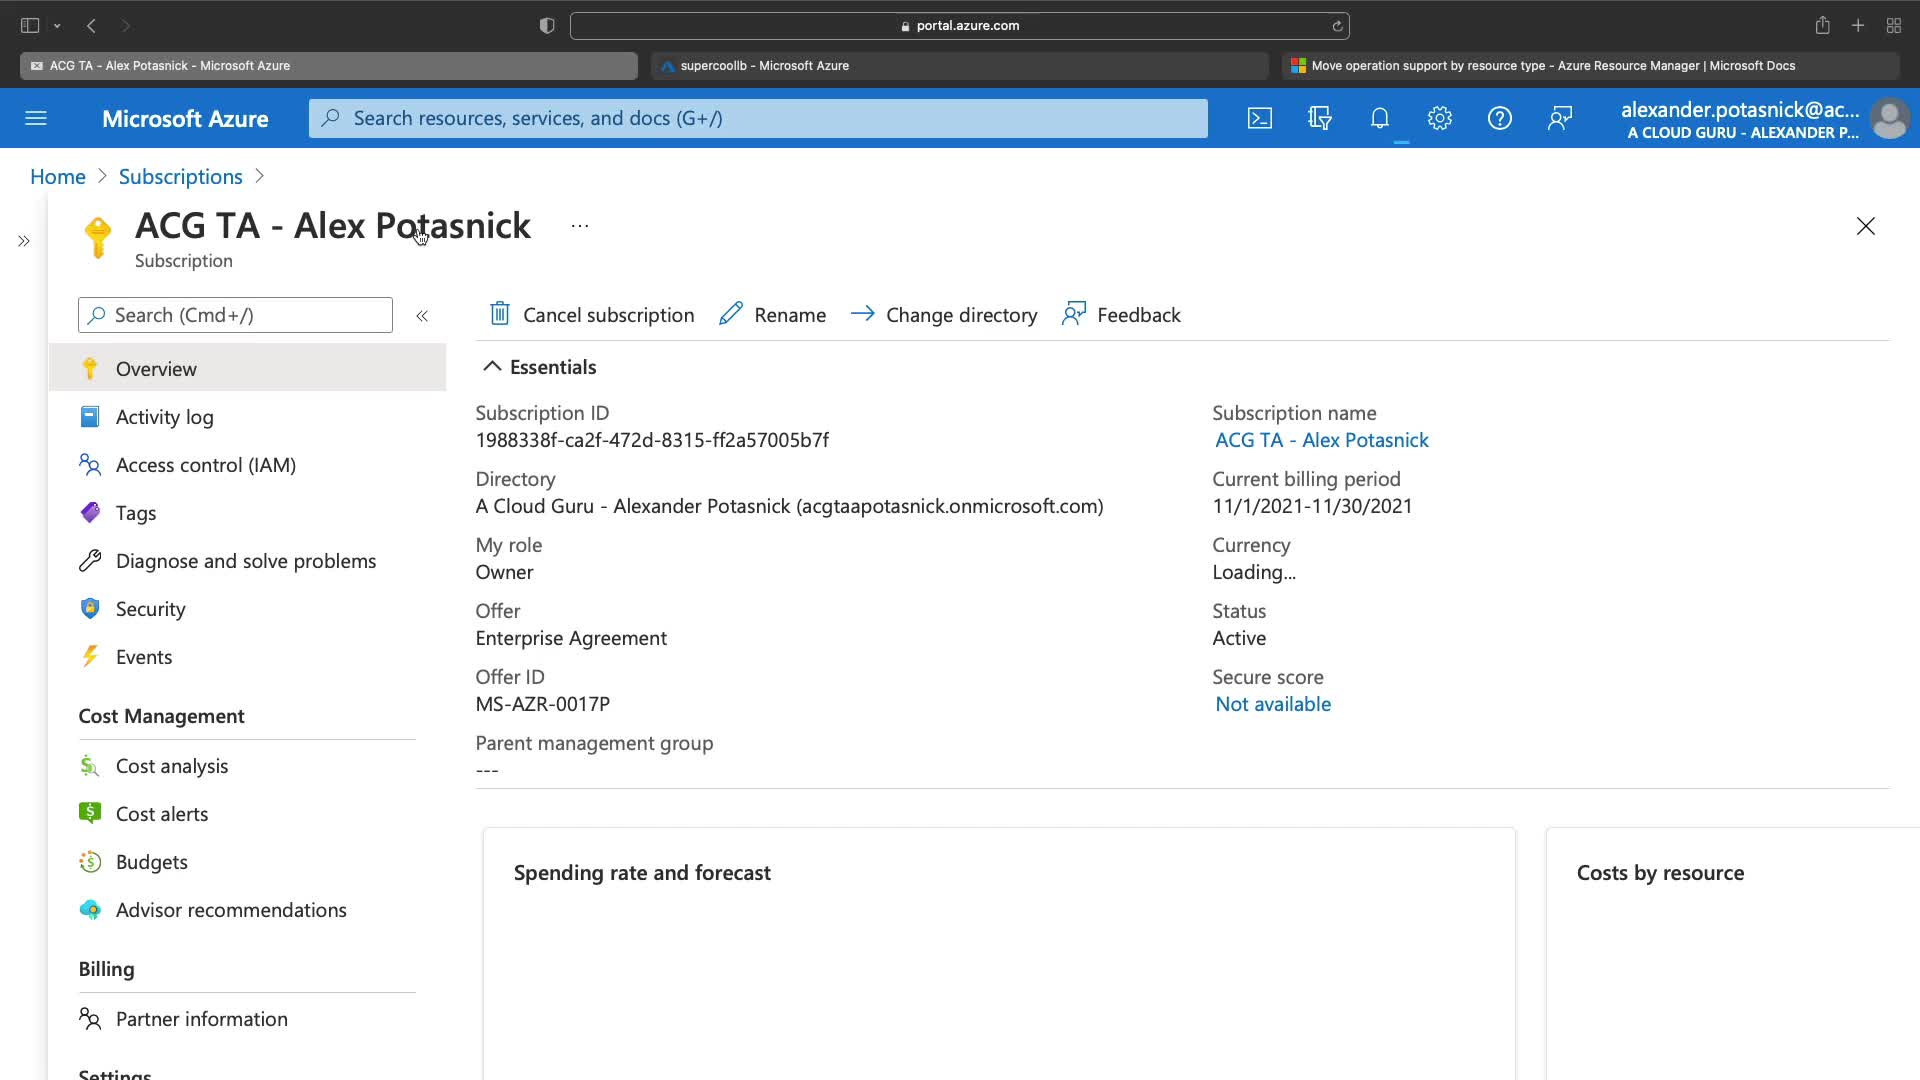 portal.azure.com
ACG TA - Alex Potasnick - Microsoft Azure
supercoollb - Microsoft Azure
Move operation support by resource type - Azure Resource Manager | Microsoft Docs
Microsoft Azure
Search resources, services, and docs (G+/)
alexander.potasnick@ac...
A CLOUD GURU - ALEXANDER P...
Home > Subscriptions >
ACG TA - Alex Potasnick ...
Subscription
Search (Cmd+/)
Cancel subscription
Rename
Change directory
Feedback
Overview
Activity log
Access control (IAM)
Tags
Diagnose and solve problems
Security
Events
Cost Management
Cost analysis
Cost alerts
Budgets
Advisor recommendations
Billing
Partner information
Settings
Essentials
Subscription ID
1988338f-ca2f-472d-8315-ff2a57005b7f
Directory
A Cloud Guru - Alexander Potasnick (acgtaapotasnick.onmicrosoft.com)
My role
Owner
Offer
Enterprise Agreement
Offer ID
MS-AZR-0017P
Parent management group
---
Subscription name
ACG TA - Alex Potasnick
Current billing period
11/1/2021-11/30/2021
Currency
Loading...
Status
Active
Secure score
Not available
Spending rate and forecast
Costs by resource